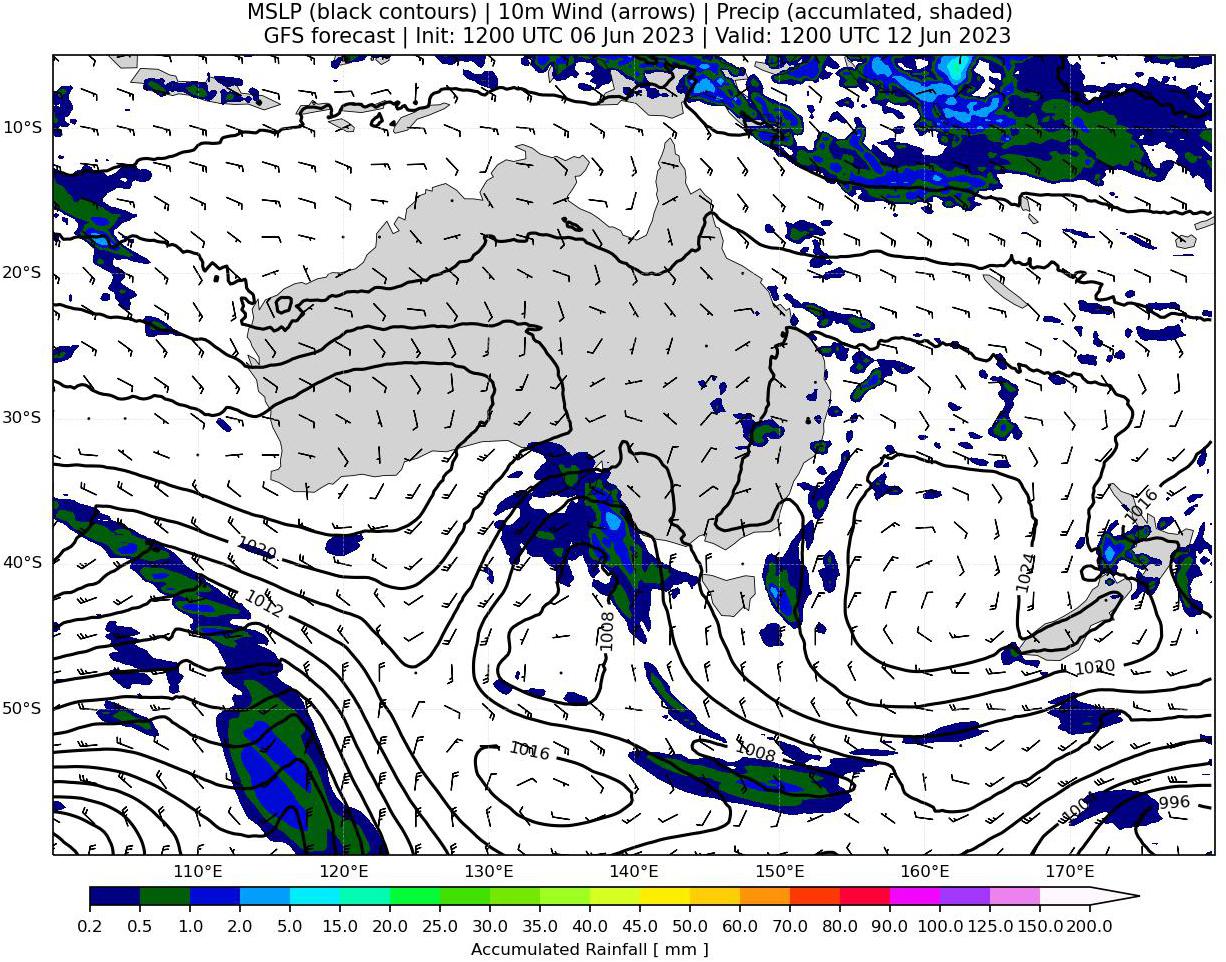 MSLP (black contours) | 10m Wind (arrows) | Precip (accumlated, shaded)
GFS forecast | Init: 1200 UTC 06 Jun 2023 | Valid: 1200 UTC 12 Jun 2023
10°S
20°S
30°S
1016
40°S
1020
1024
1012
1008
1020
50°S
1016
1008
996
110°E
120°E
130°E
140°E
150°E
160°E
170°E
0.2 0.5 1.0 2.0 5.0 10.0 15.0 20.0 25.0 30.0 35.0 40.0 45.0 50.0 60.0 70.0 80.0 90.0 100.0 125.0 150.0 200.0
Accumulated Rainfall [ mm ]